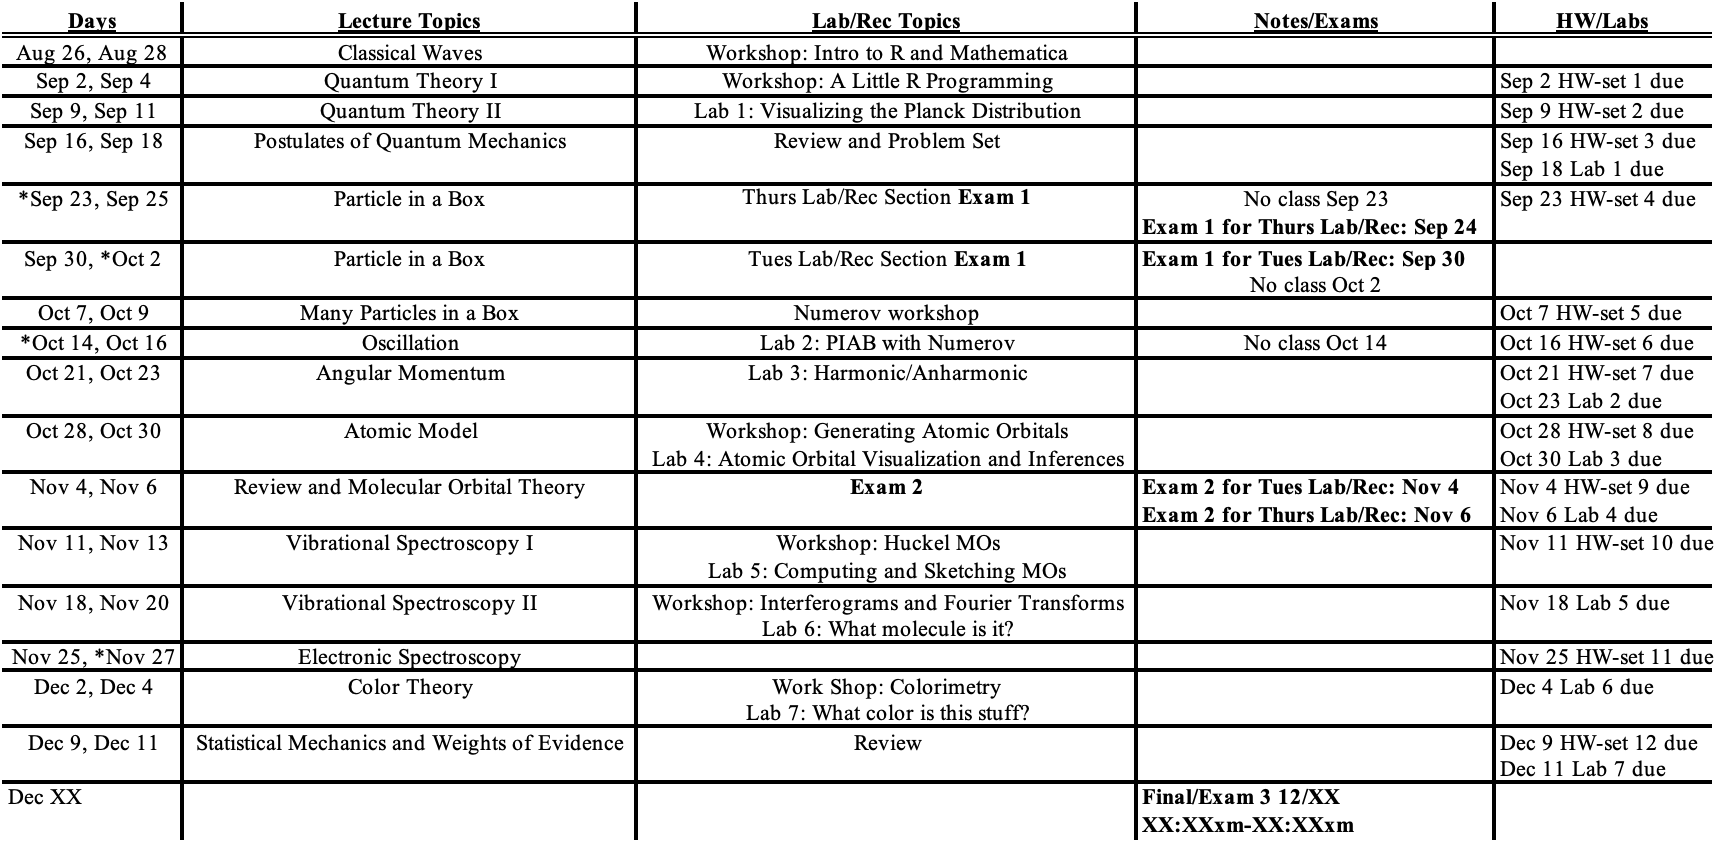 Days Lecture Topics Lab/Rec Topics Notes/Exams HW/Labs
Aug 26, Aug 28 Classical Waves Workshop: Intro to R and Mathematica
Sep 2, Sep 4 Quantum Theory I Workshop: A Little R Programming Sep 2 HW-set 1 due
Sep 9, Sep 11 Quantum Theory II Lab 1: Visualizing the Planck Distribution Sep 9 HW-set 2 due
Sep 16, Sep 18 Postulates of Quantum Mechanics Review and Problem Set Sep 16 HW-set 3 due
Sep 18 Lab 1 due
*Sep 23, Sep 25 Particle in a Box Thurs Lab/Rec Section Exam 1 No class Sep 23 Sep 23 HW-set 4 due
Exam 1 for Thurs Lab/Rec: Sep 24
Sep 30, *Oct 2 Particle in a Box Tues Lab/Rec Section Exam 1 Exam 1 for Tues Lab/Rec: Sep 30
No class Oct 2
Oct 7, Oct 9 Many Particles in a Box Numerov workshop Oct 7 HW-set 5 due
*Oct 14, Oct 16 Oscillation Lab 2: PIAB with Numerov No class Oct 14 Oct 16 HW-set 6 due
Oct 21, Oct 23 Angular Momentum Lab 3: Harmonic/Anharmonic Oct 21 HW-set 7 due
Oct 23 Lab 2 due
Oct 28, Oct 30 Atomic Model Workshop: Generating Atomic Orbitals Oct 28 HW-set 8 due
Lab 4: Atomic Orbital Visualization and Inferences Oct 30 Lab 3 due
Nov 4, Nov 6 Review and Molecular Orbital Theory Exam 2 Exam 2 for Tues Lab/Rec: Nov 4 Nov 4 HW-set 9 due
Exam 2 for Thurs Lab/Rec: Nov 6 Nov 6 Lab 4 due
Nov 11, Nov 13 Vibrational Spectroscopy I Workshop: Huckel MOs Nov 11 HW-set 10 due
Lab 5: Computing and Sketching MOs
Nov 18, Nov 20 Vibrational Spectroscopy II Workshop: Interferograms and Fourier Transforms Nov 18 Lab 5 due
Lab 6: What molecule is it?
Nov 25, *Nov 27 Electronic Spectroscopy Nov 25 HW-set 11 due
Dec 2, Dec 4 Color Theory Work Shop: Colorimetry Dec 4 Lab 6 due
Lab 7: What color is this stuff?
Dec 9, Dec 11 Statistical Mechanics and Weights of Evidence Review Dec 9 HW-set 12 due
Dec 11 Lab 7 due
Dec XX Final/Exam 3 12/XX
XX:XXxm-XX:XXxm